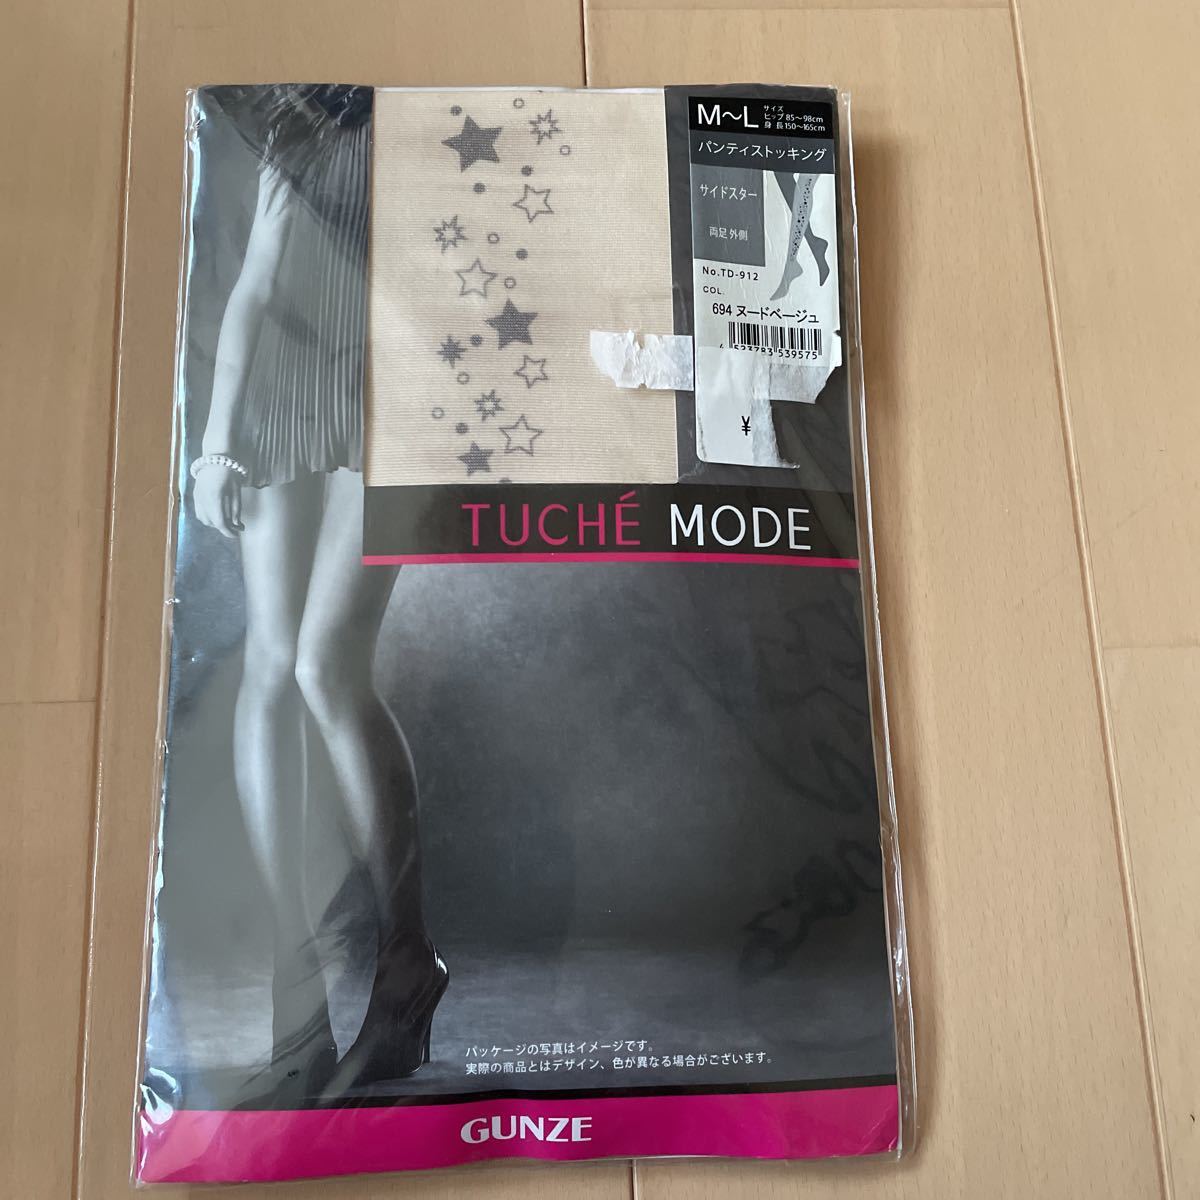 M～L サイズ
ヒップ 85～98cm
身長 150～165cm
パンティストッキング
サイドスター
両足外側
No.TD-912
COL.
694 ヌードベージュ
4 523783 539575
¥
TUCHÉ MODE
パッケージの写真はイメージです。
実際の商品とはデザイン、色が異なる場合がございます。
GUNZE